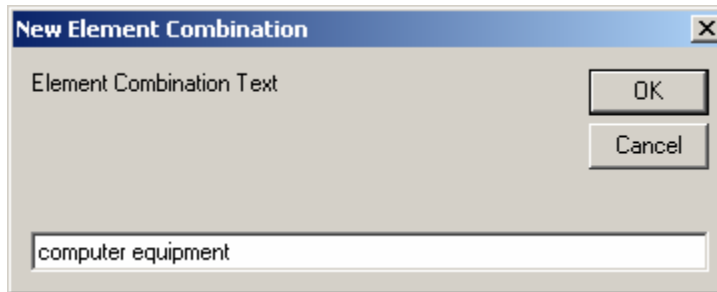 New Element Combination
Element Combination Text
OK
Cancel
computer equipment